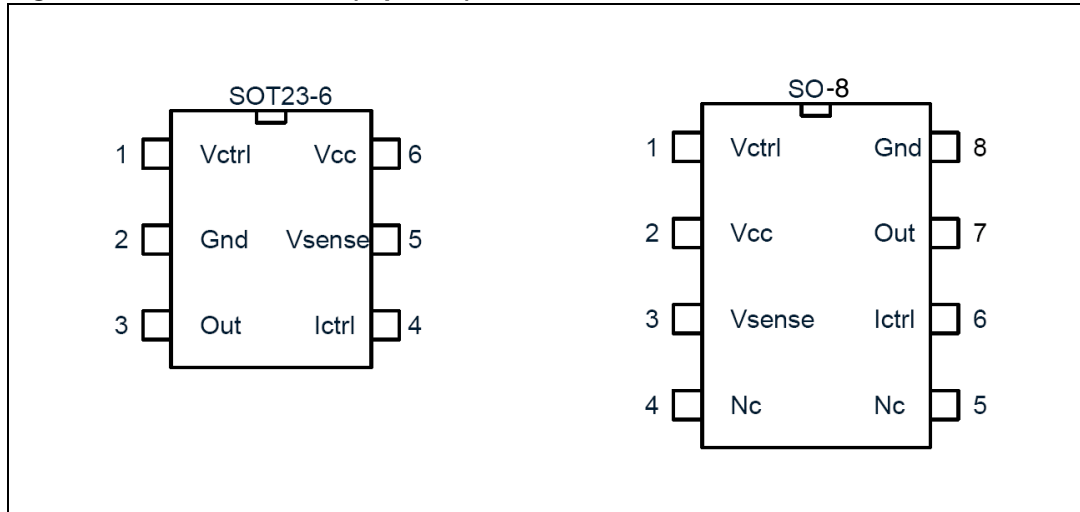 SOT23-6
1 Vctrl Vcc 6
2 Gnd Vsense 5
3 Out Ictrl 4
SO-8
1 Vctrl Gnd 8
2 Vcc Out 7
3 Vsense Ictrl 6
4 Nc Nc 5